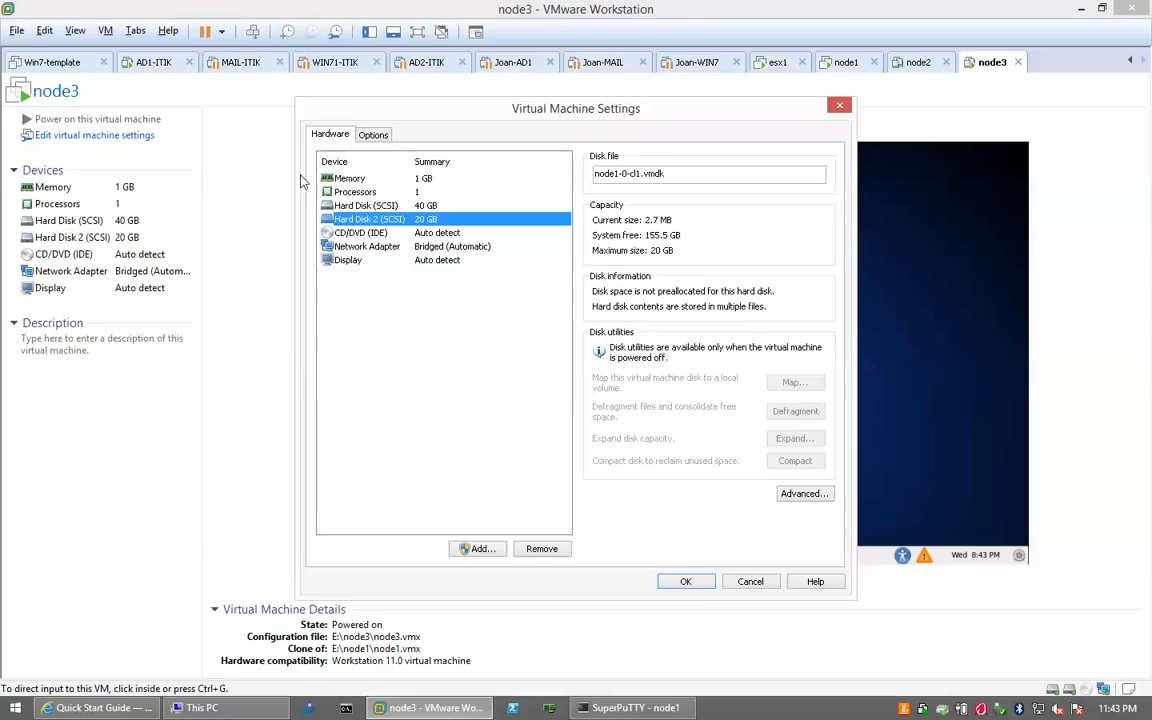 node3 - VMware Workstation
File Edit View VM Tabs Help
Win7-template AD1-ITIK MAIL-ITIK WIN71-ITIK AD2-ITIK Joan-AD1 Joan-MAIL Joan-WIN7 esx1 node1 node2 node3
node3
Power on this virtual machine
Edit virtual machine settings
Devices
Memory 1 GB
Processors 1
Hard Disk (SCSI) 40 GB
Hard Disk 2 (SCSI) 20 GB
CD/DVD (IDE) Auto detect
Network Adapter Bridged (Autom...
Display Auto detect
Description
Type here to enter a description of this
virtual machine.
Virtual Machine Settings
Hardware Options
Device Summary
Memory 1 GB
Processors 1
Hard Disk (SCSI) 40 GB
Hard Disk 2 (SCSI) 20 GB
CD/DVD (IDE) Auto detect
Network Adapter Bridged (Automatic)
Display Auto detect
Add... Remove
Disk file
node1-0-cl1.vmdk
Capacity
Current size: 2.7 MB
System free: 155.5 GB
Maximum size: 20 GB
Disk information
Disk space is not preallocated for this hard disk.
Hard disk contents are stored in multiple files.
Disk utilities
Disk utilities are available only when the virtual machine
is powered off.
Map this virtual machine disk to a local
volume.
Map...
Defragment files and consolidate free
space.
Defragment
Expand disk capacity. Expand...
Compact disk to reclaim unused space. Compact
Advanced...
OK Cancel Help
Wed 8:43 PM
Virtual Machine Details
State: Powered on
Configuration file: E:\node3\node3.vmx
Clone of: E:\node1\node1.vmx
Hardware compatibility: Workstation 11.0 virtual machine
To direct input to this VM, click inside or press Ctrl+G.
Quick Start Guide — ... This PC node3 - VMware Wo... SuperPuTTY - node1 11:43 PM